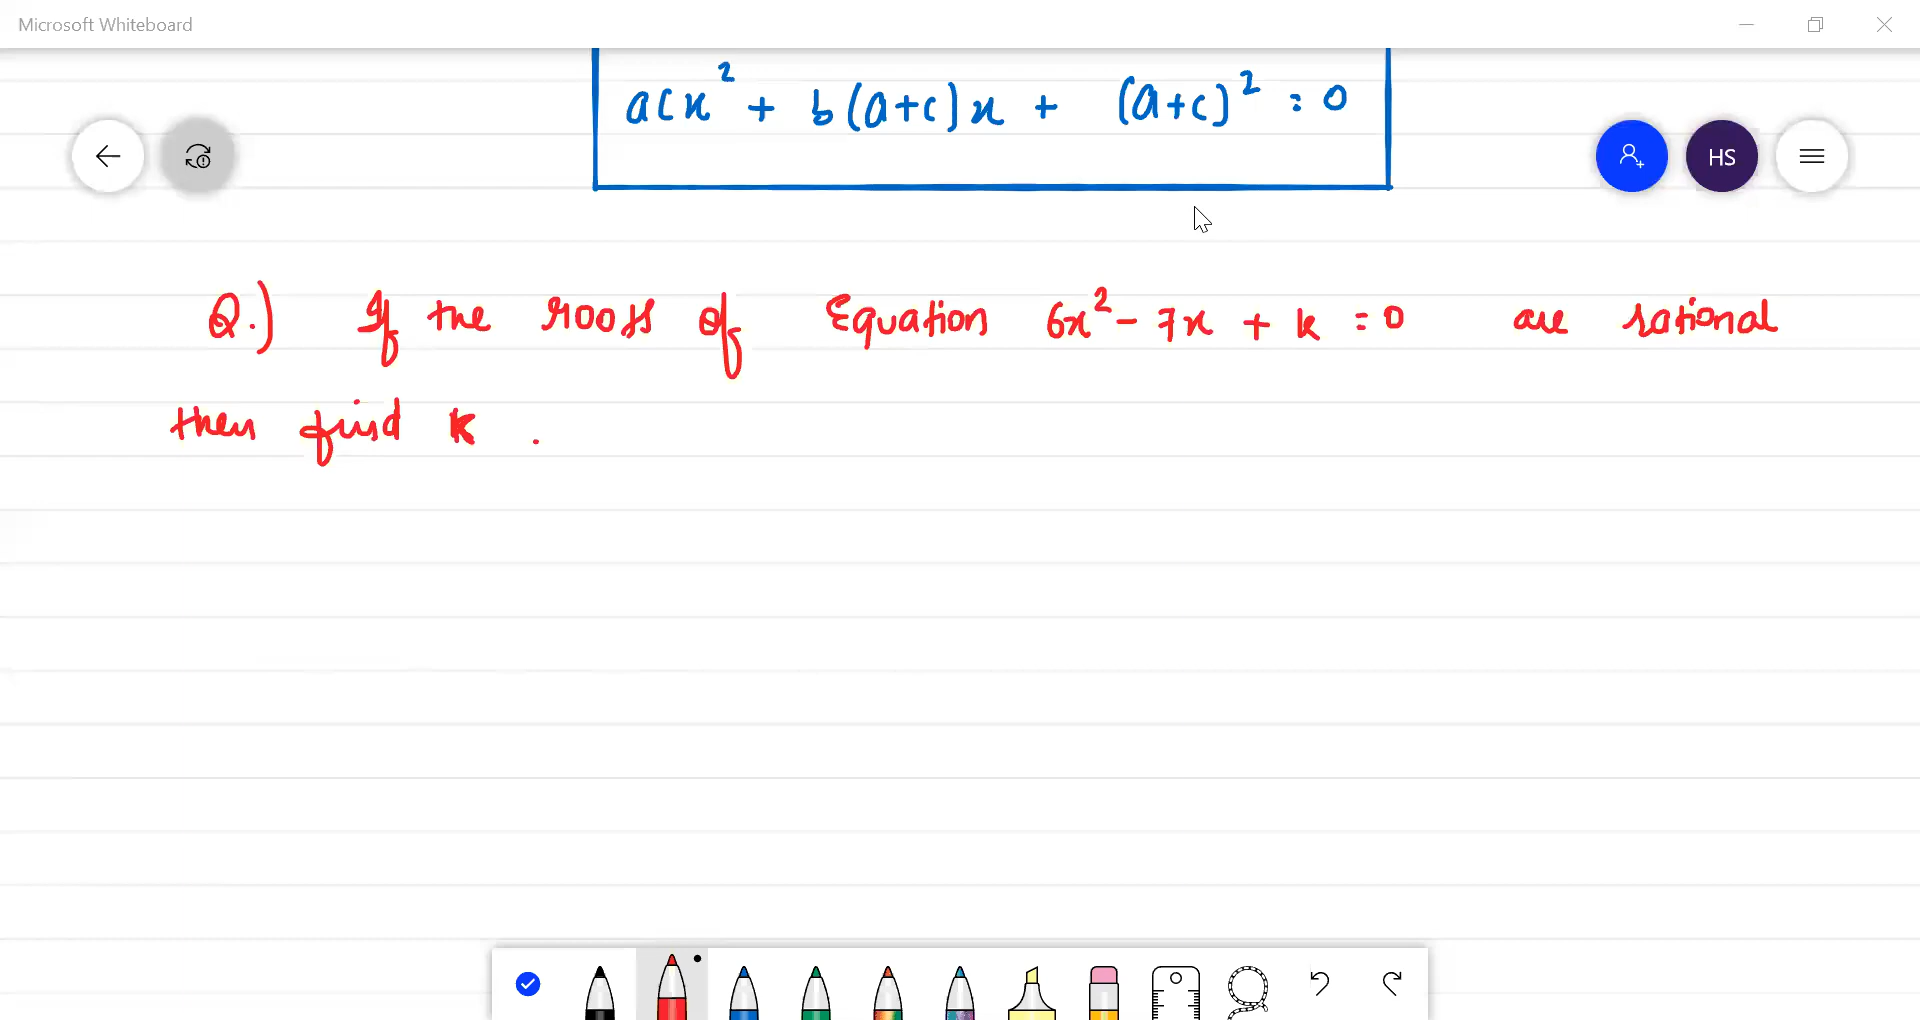 Microsoft Whiteboard
acx² + b(a+c)x + (a+c)² = 0
HS
Q.) If the roots of Equation 6x² - 7x + k = 0 are rational
then find k .